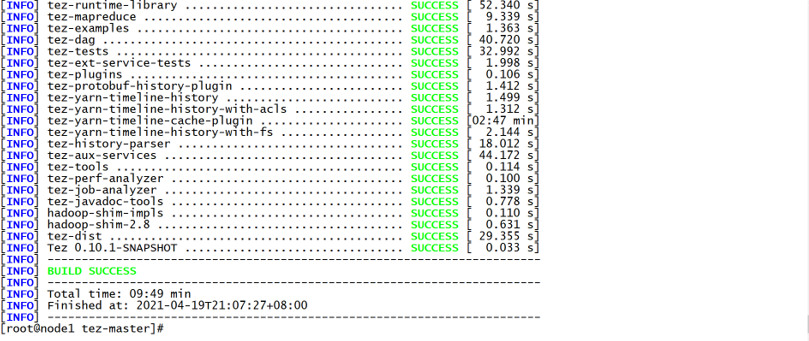 [INFO] tez-runtime-library ................................ SUCCESS [ 52.340 s]
[INFO] tez-mapreduce ...................................... SUCCESS [  9.339 s]
[INFO] tez-examples ....................................... SUCCESS [  1.363 s]
[INFO] tez-dag ............................................ SUCCESS [ 40.720 s]
[INFO] tez-tests .......................................... SUCCESS [ 32.992 s]
[INFO] tez-ext-service-tests .............................. SUCCESS [  1.998 s]
[INFO] tez-plugins ........................................ SUCCESS [  0.106 s]
[INFO] tez-protobuf-history-plugin ........................ SUCCESS [  1.412 s]
[INFO] tez-yarn-timeline-history .......................... SUCCESS [  1.499 s]
[INFO] tez-yarn-timeline-history-with-acls ................ SUCCESS [  1.312 s]
[INFO] tez-yarn-timeline-cache-plugin ..................... SUCCESS [02:47 min]
[INFO] tez-yarn-timeline-history-with-fs .................. SUCCESS [  2.144 s]
[INFO] tez-history-parser ................................. SUCCESS [ 18.012 s]
[INFO] tez-aux-services ................................... SUCCESS [ 44.172 s]
[INFO] tez-tools .......................................... SUCCESS [  0.114 s]
[INFO] tez-perf-analyzer .................................. SUCCESS [  0.100 s]
[INFO] tez-job-analyzer ................................... SUCCESS [  1.339 s]
[INFO] tez-javadoc-tools .................................. SUCCESS [  0.778 s]
[INFO] hadoop-shim-impls .................................. SUCCESS [  0.110 s]
[INFO] hadoop-shim-2.8 .................................... SUCCESS [  0.631 s]
[INFO] tez-dist ........................................... SUCCESS [ 29.355 s]
[INFO] Tez 0.10.1-SNAPSHOT ................................ SUCCESS [  0.033 s]
[INFO] ------------------------------------------------------------------------
[INFO] BUILD SUCCESS
[INFO] ------------------------------------------------------------------------
[INFO] Total time: 09:49 min
[INFO] Finished at: 2021-04-19T21:07:27+08:00
[INFO] ------------------------------------------------------------------------
[root@node1 tez-master]#